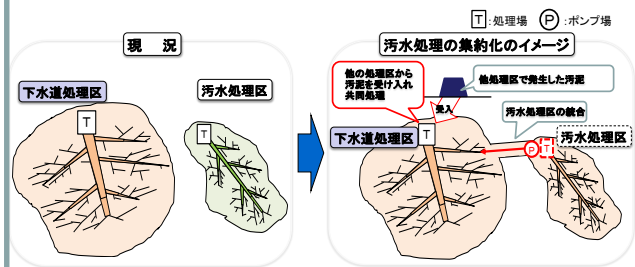 T:処理場 P:ポンプ場
現 況
下水道処理区
汚水処理区
T
T
汚水処理の集約化のイメージ
他の処理区から
汚泥を受け入れ
共同処理
他処理区で発生した汚泥
受入
汚水処理区の統合
下水道処理区
T
汚水処理区
P
T